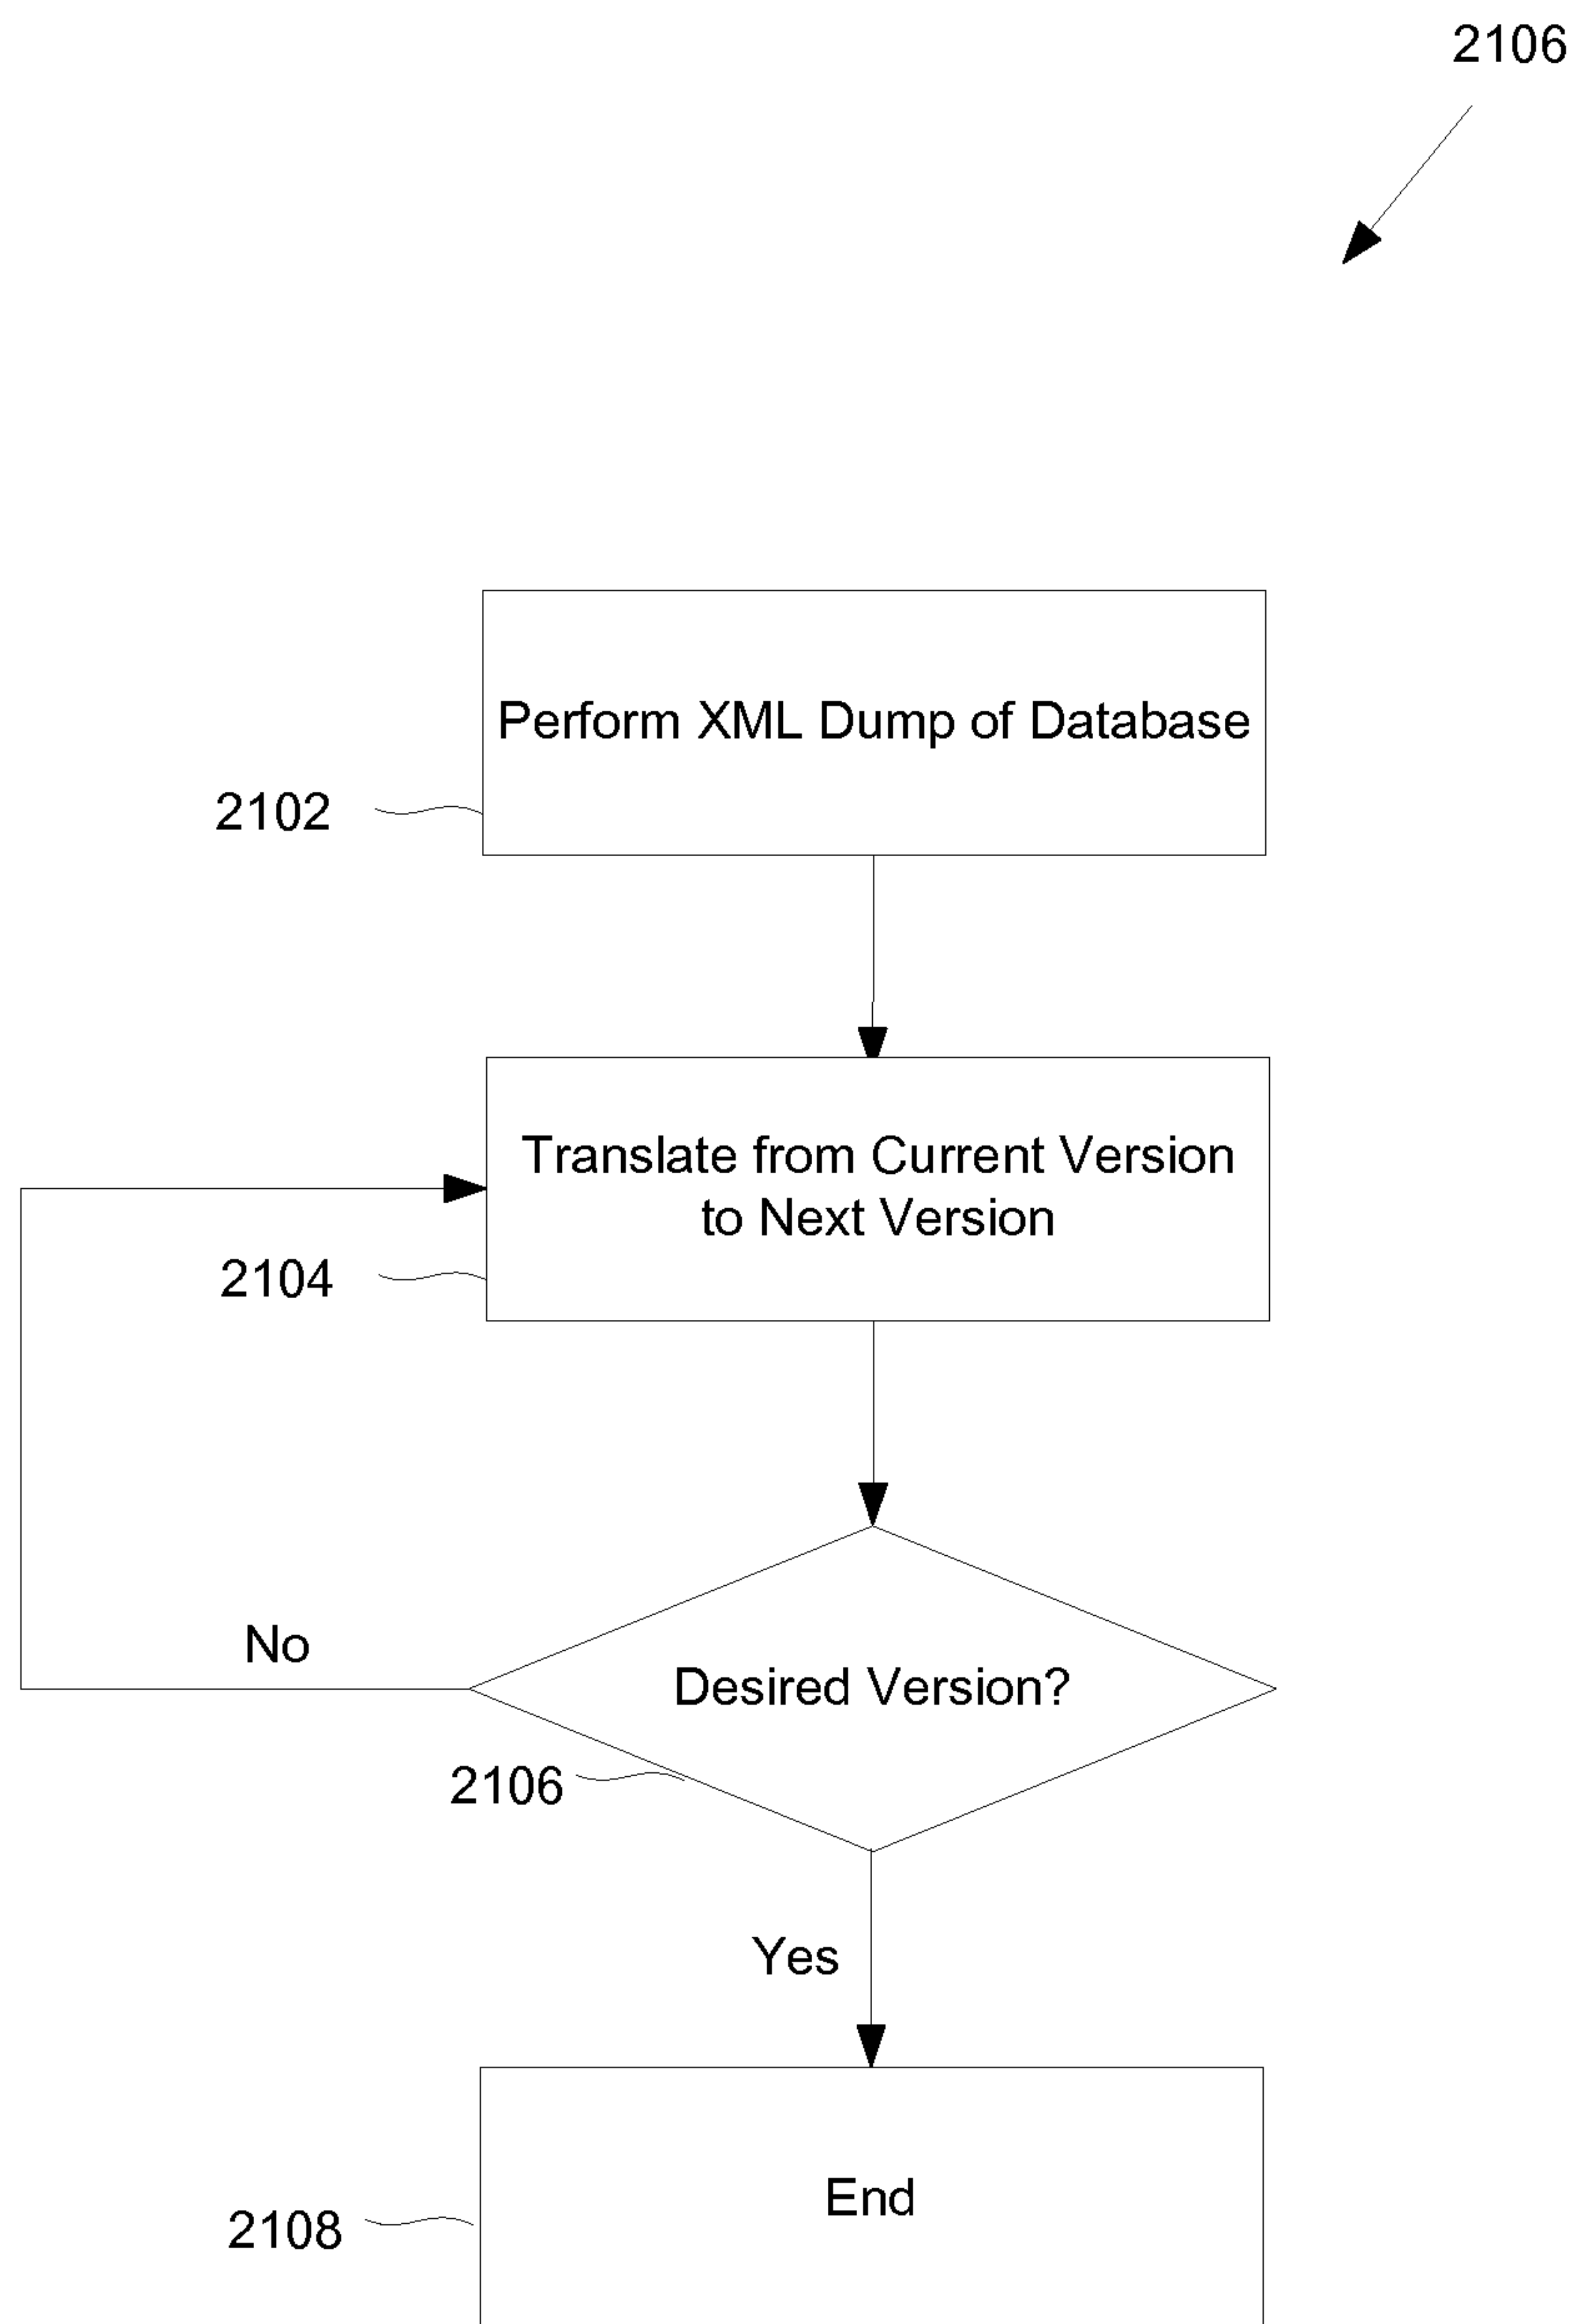 2106
Perform XML Dump of Database
2102
Translate from Current Version
to Next Version
2104
No
Desired Version?
2106
Yes
End
2108